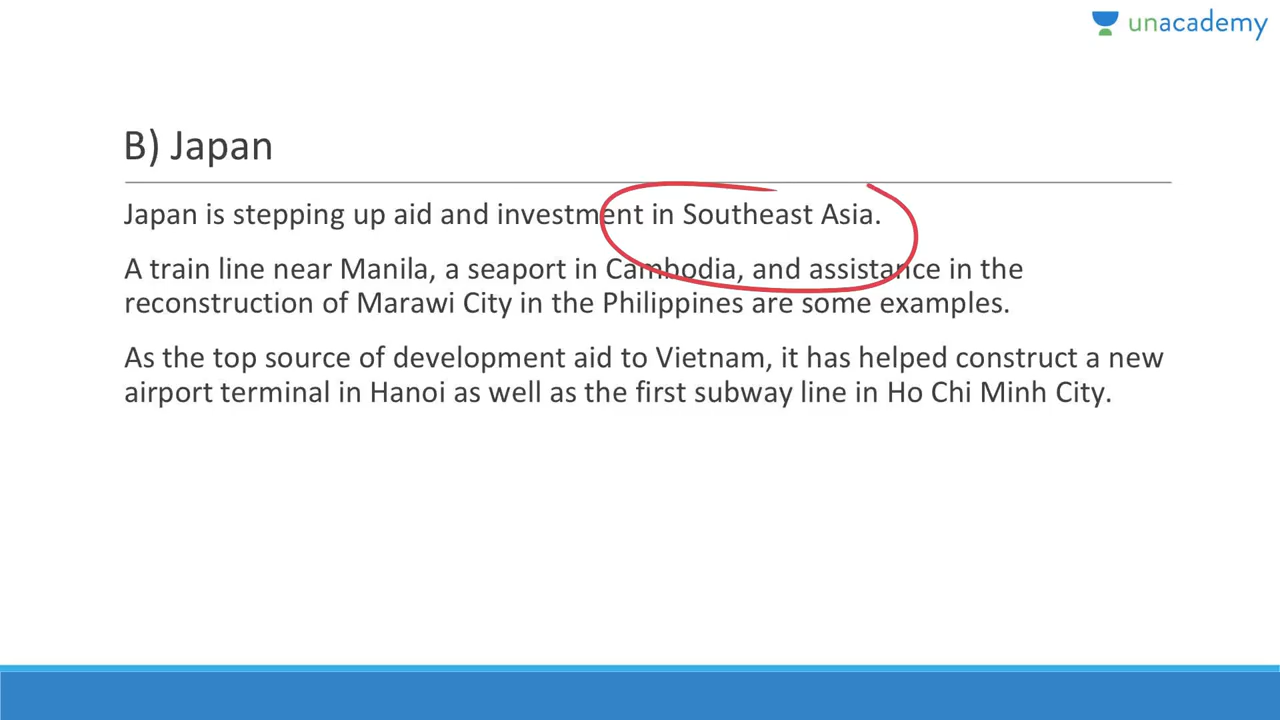 unacademy
B) Japan
Japan is stepping up aid and investment in Southeast Asia.
A train line near Manila, a seaport in Cambodia, and assistance in the
reconstruction of Marawi City in the Philippines are some examples.
As the top source of development aid to Vietnam, it has helped construct a new
airport terminal in Hanoi as well as the first subway line in Ho Chi Minh City.